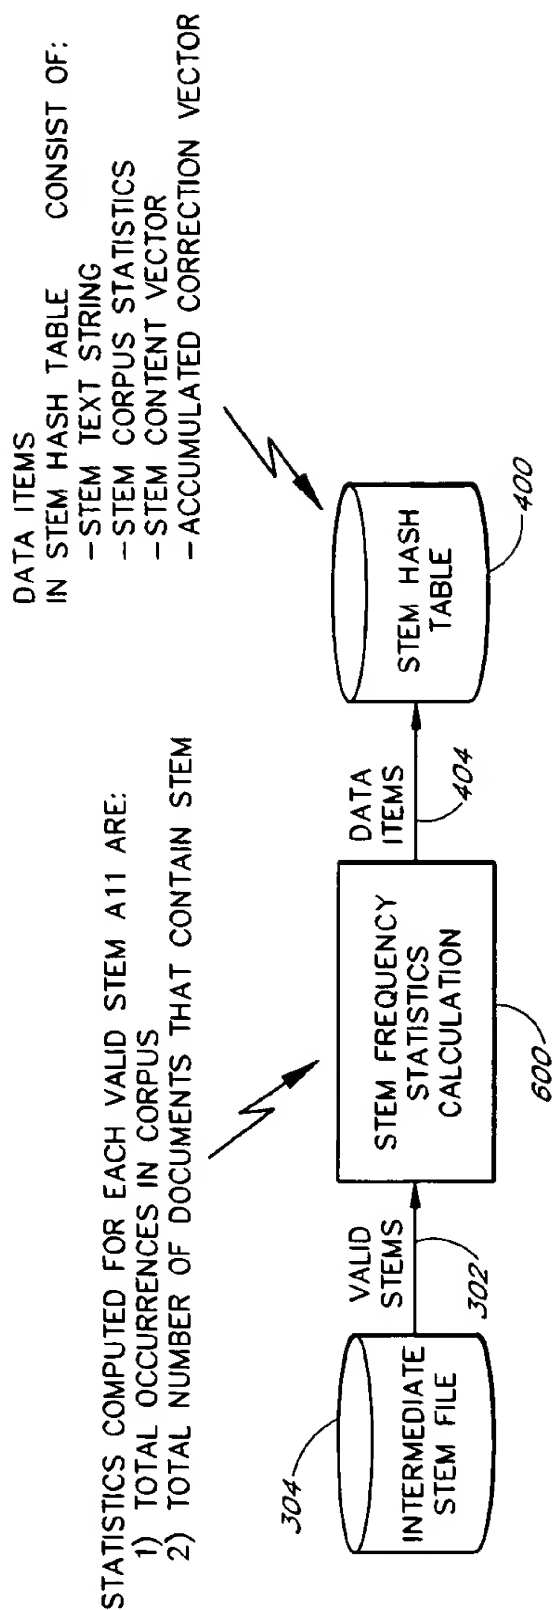 STATISTICS COMPUTED FOR EACH VALID STEM A11 ARE:
1) TOTAL OCCURRENCES IN CORPUS
2) TOTAL NUMBER OF DOCUMENTS THAT CONTAIN STEM
DATA ITEMS
IN STEM HASH TABLE CONSIST OF:
-STEM TEXT STRING
-STEM CORPUS STATISTICS
-STEM CONTENT VECTOR
-ACCUMULATED CORRECTION VECTOR
304
INTERMEDIATE
STEM FILE
VALID
STEMS
302
STEM FREQUENCY
STATISTICS
CALCULATION
600
DATA
ITEMS
404
STEM HASH
TABLE
400